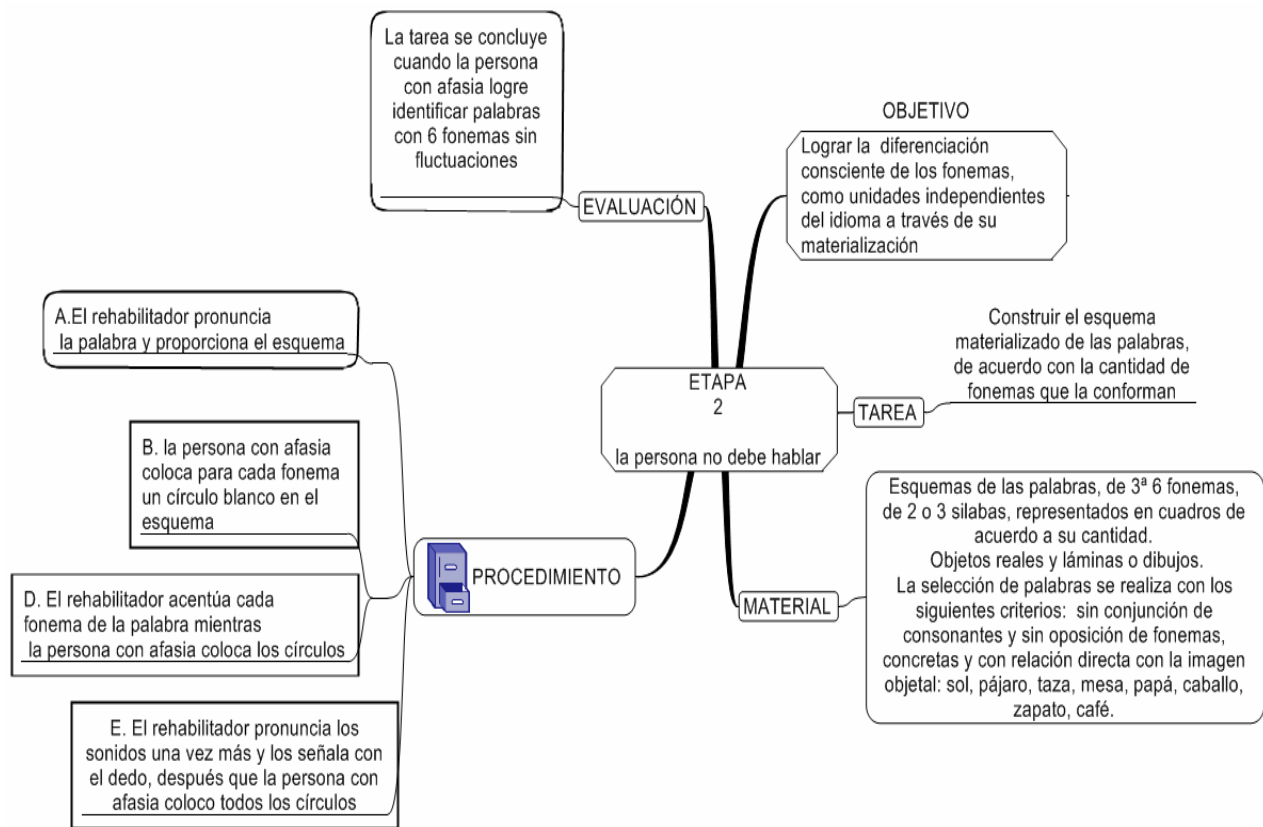 ETAPA
2
la persona no debe hablar
OBJETIVO
Lograr la diferenciación
consciente de los fonemas,
como unidades independientes
del idioma a través de su
materialización
TAREA
Construir el esquema
materializado de las palabras,
de acuerdo con la cantidad de
fonemas que la conforman
MATERIAL
Esquemas de las palabras, de 3ª 6 fonemas,
de 2 o 3 silabas, representados en cuadros de
acuerdo a su cantidad.
Objetos reales y láminas o dibujos.
La selección de palabras se realiza con los
siguientes criterios: sin conjunción de
consonantes y sin oposición de fonemas,
concretas y con relación directa con la imagen
objetal: sol, pájaro, taza, mesa, papá, caballo,
zapato, café.
PROCEDIMIENTO
A.El rehabilitador pronuncia
la palabra y proporciona el esquema
B. la persona con afasia
coloca para cada fonema
un círculo blanco en el
esquema
D. El rehabilitador acentúa cada
fonema de la palabra mientras
la persona con afasia coloca los círculos
E. El rehabilitador pronuncia los
sonidos una vez más y los señala con
el dedo, después que la persona con
afasia coloco todos los círculos
EVALUACIÓN
La tarea se concluye
cuando la persona
con afasia logre
identificar palabras
con 6 fonemas sin
fluctuaciones